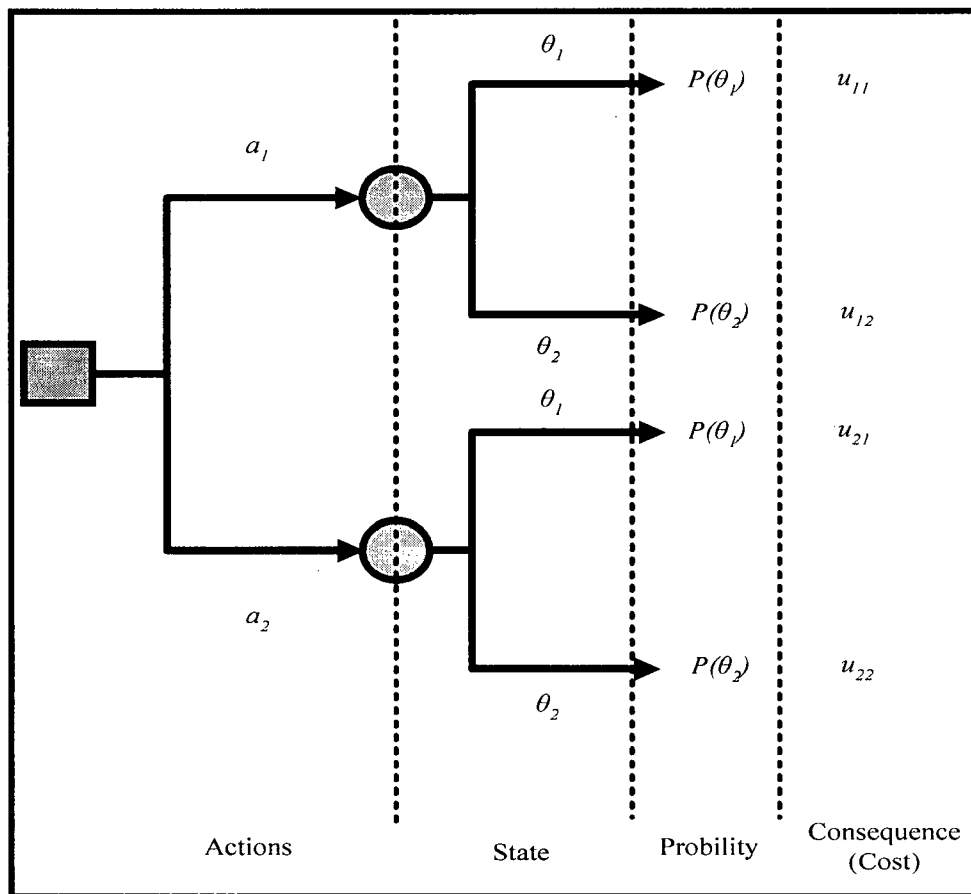 θ₁
P(θ₁) u₁₁
a₁
P(θ₂) u₁₂
θ₂
θ₁
P(θ₁) u₂₁
a₂
P(θ₂) u₂₂
θ₂
Actions State Probility Consequence
(Cost)